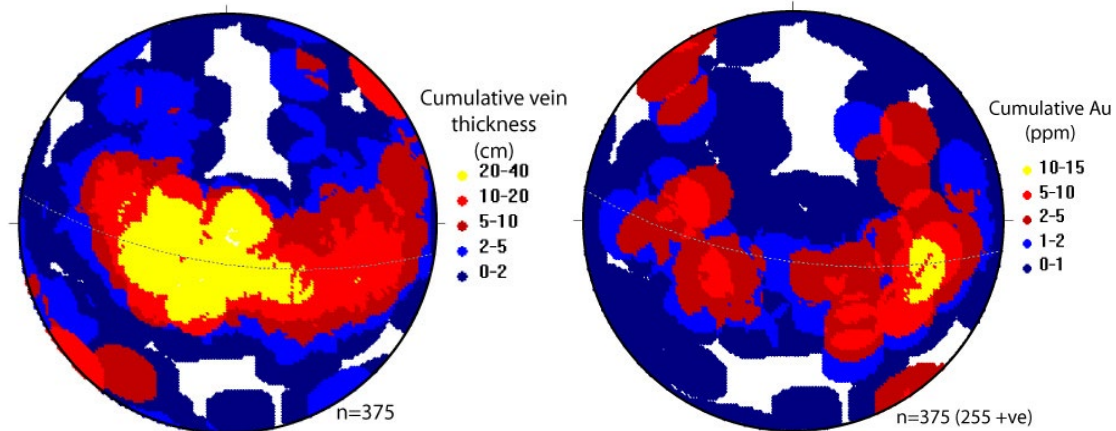 Cumulative vein
thickness
(cm)
20-40
10-20
5-10
2-5
0-2
n=375
Cumulative Au
(ppm)
10-15
5-10
2-5
1-2
0-1
n=375 (255 +ve)